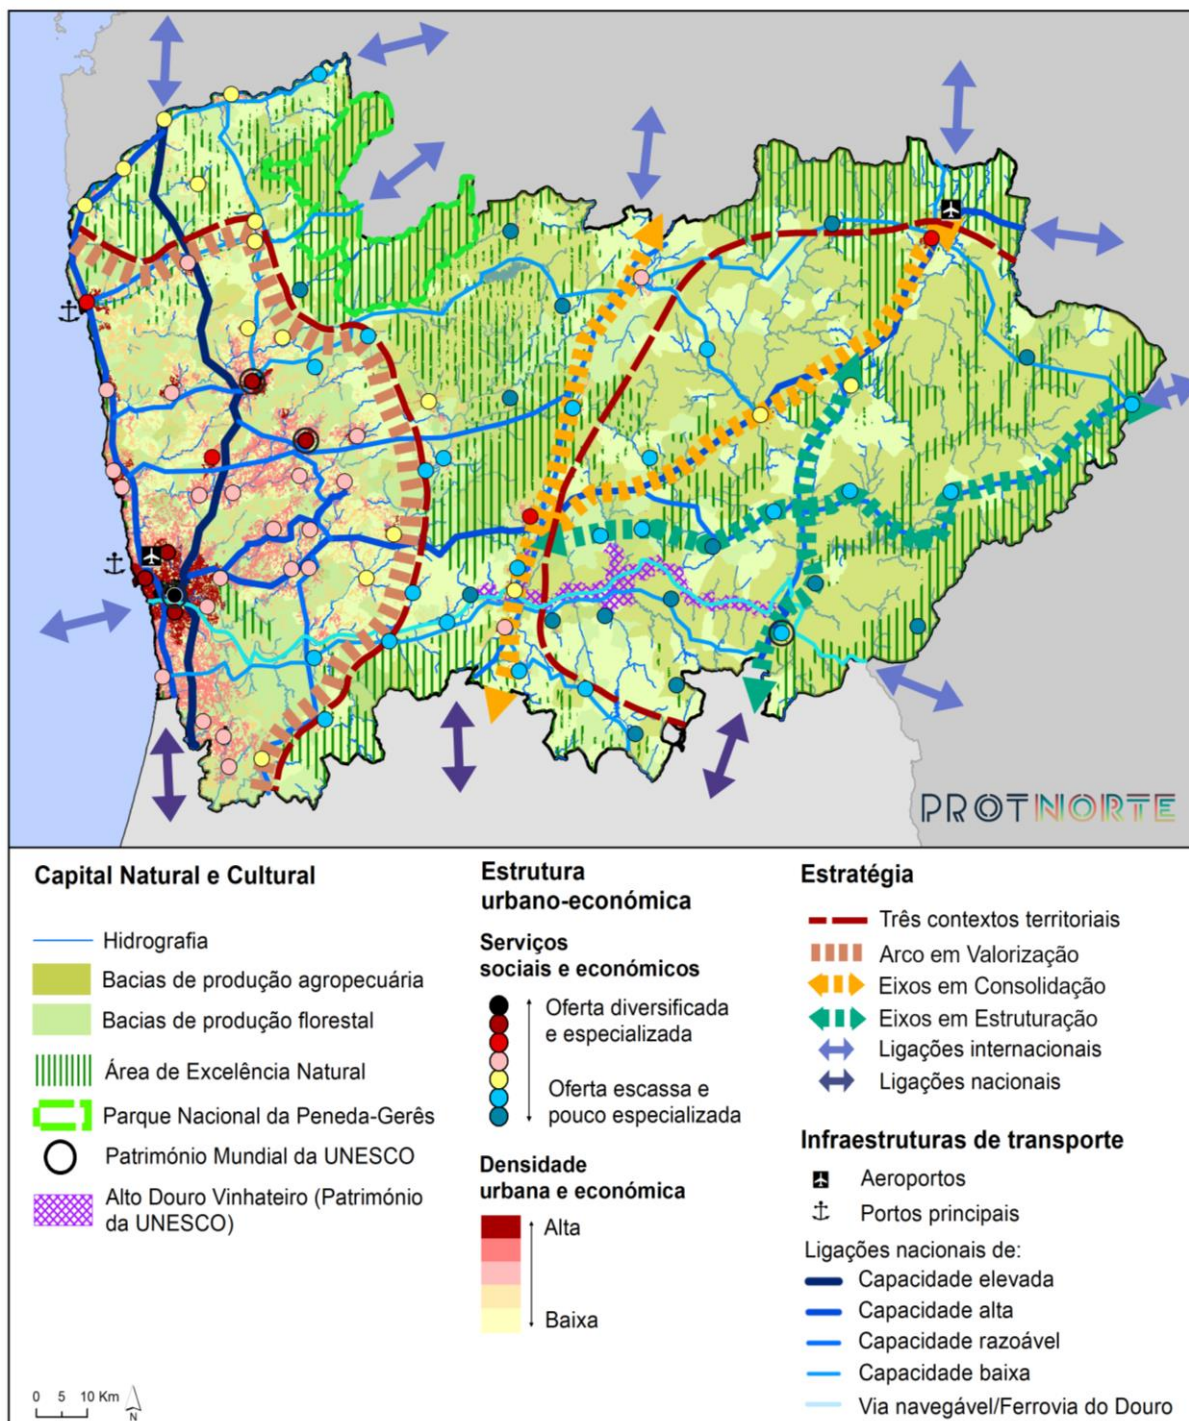 PROTNORTE
Capital Natural e Cultural
Hidrografia
Bacias de produção agropecuária
Bacias de produção florestal
Área de Excelência Natural
Parque Nacional da Peneda-Gerês
Património Mundial da UNESCO
Alto Douro Vinhateiro (Património
da UNESCO)
0 5 10 Km
N
Estrutura
urbano-económica
Serviços
sociais e económicos
Oferta diversificada
e especializada
Oferta escassa e
pouco especializada
Densidade
urbana e económica
Alta
Baixa
Estratégia
Três contextos territoriais
Arco em Valorização
Eixos em Consolidação
Eixos em Estruturação
Ligações internacionais
Ligações nacionais
Infraestruturas de transporte
Aeroportos
Portos principais
Ligações nacionais de:
Capacidade elevada
Capacidade alta
Capacidade razoável
Capacidade baixa
Via navegável/Ferrovia do Douro